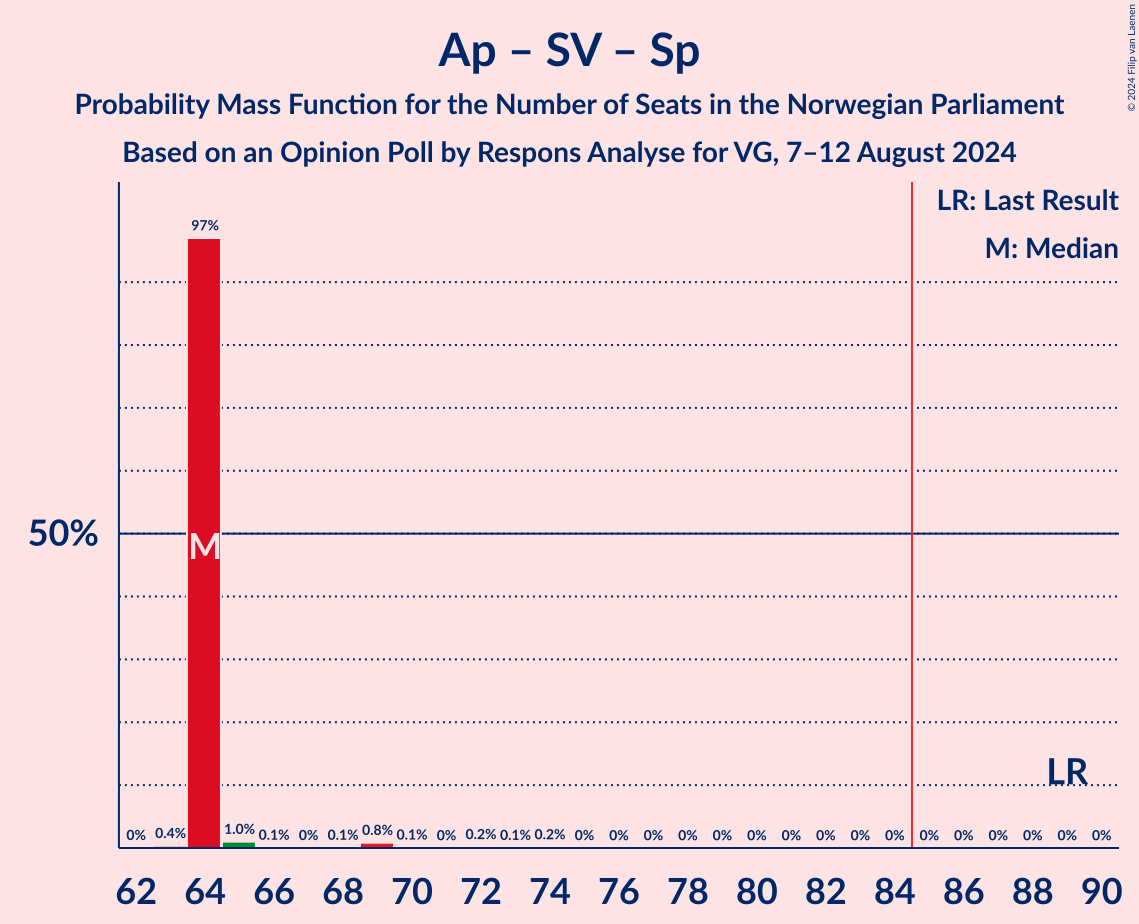 Ap – SV – Sp
Probability Mass Function for the Number of Seats in the Norwegian Parliament
Based on an Opinion Poll by Respons Analyse for VG, 7–12 August 2024
© 2024 Filip van Laenen
LR: Last Result
M: Median
97%
50%
M
LR
0% 0.4% 1.0% 0.1% 0% 0.1% 0.8% 0.1% 0% 0.2% 0.1% 0.2% 0% 0% 0% 0% 0% 0% 0% 0% 0% 0% 0% 0% 0% 0% 0% 0%
62 64 66 68 70 72 74 76 78 80 82 84 86 88 90